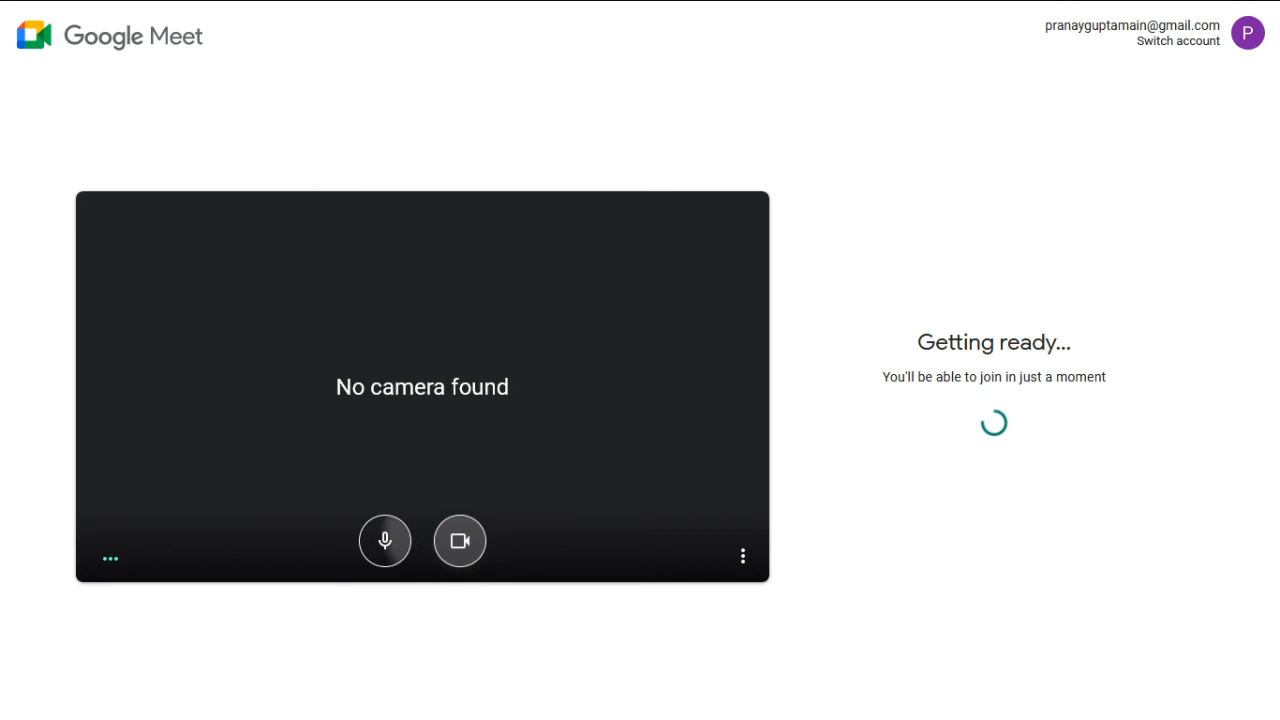 Google Meet
pranayguptamain@gmail.com
Switch account
P
No camera found
Getting ready...
You'll be able to join in just a moment